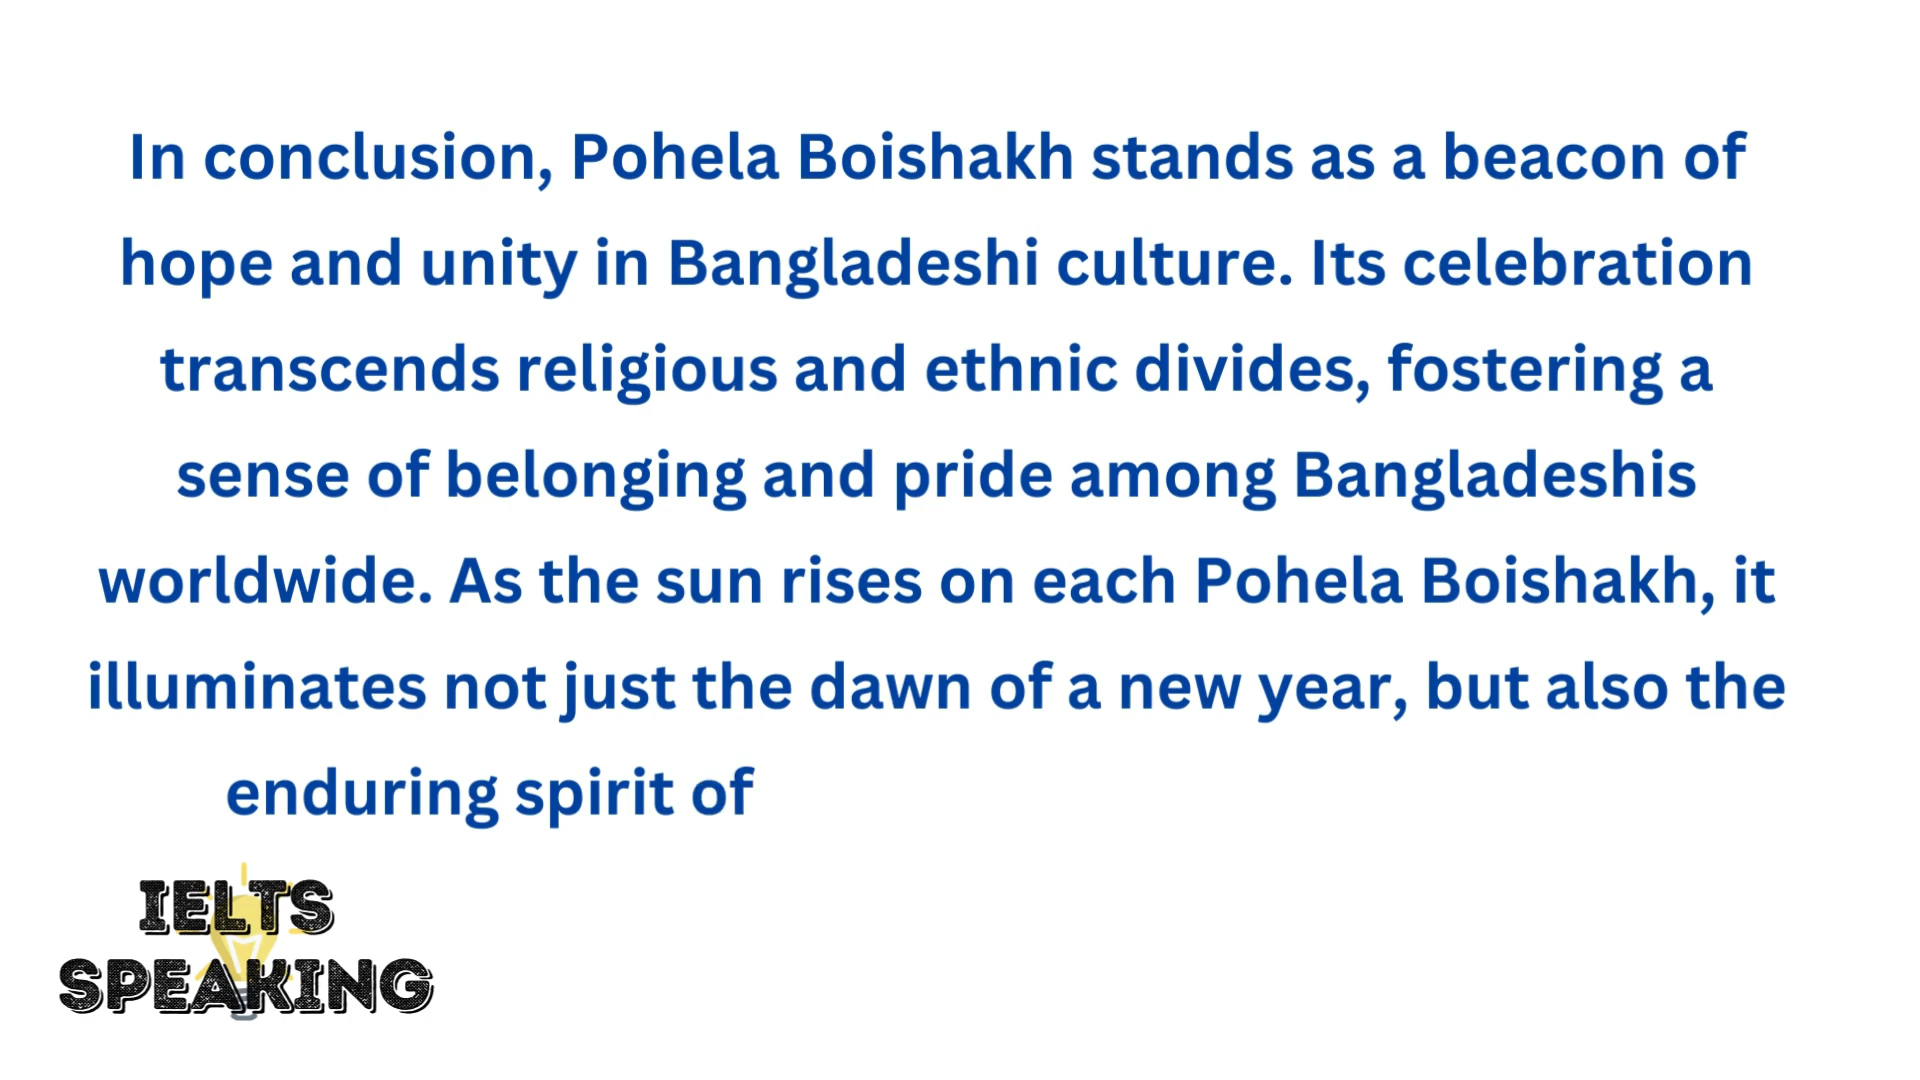 In conclusion, Pohela Boishakh stands as a beacon of
hope and unity in Bangladeshi culture. Its celebration
transcends religious and ethnic divides, fostering a
sense of belonging and pride among Bangladeshis
worldwide. As the sun rises on each Pohela Boishakh, it
illuminates not just the dawn of a new year, but also the
enduring spirit of
IELTS
SPEAKING